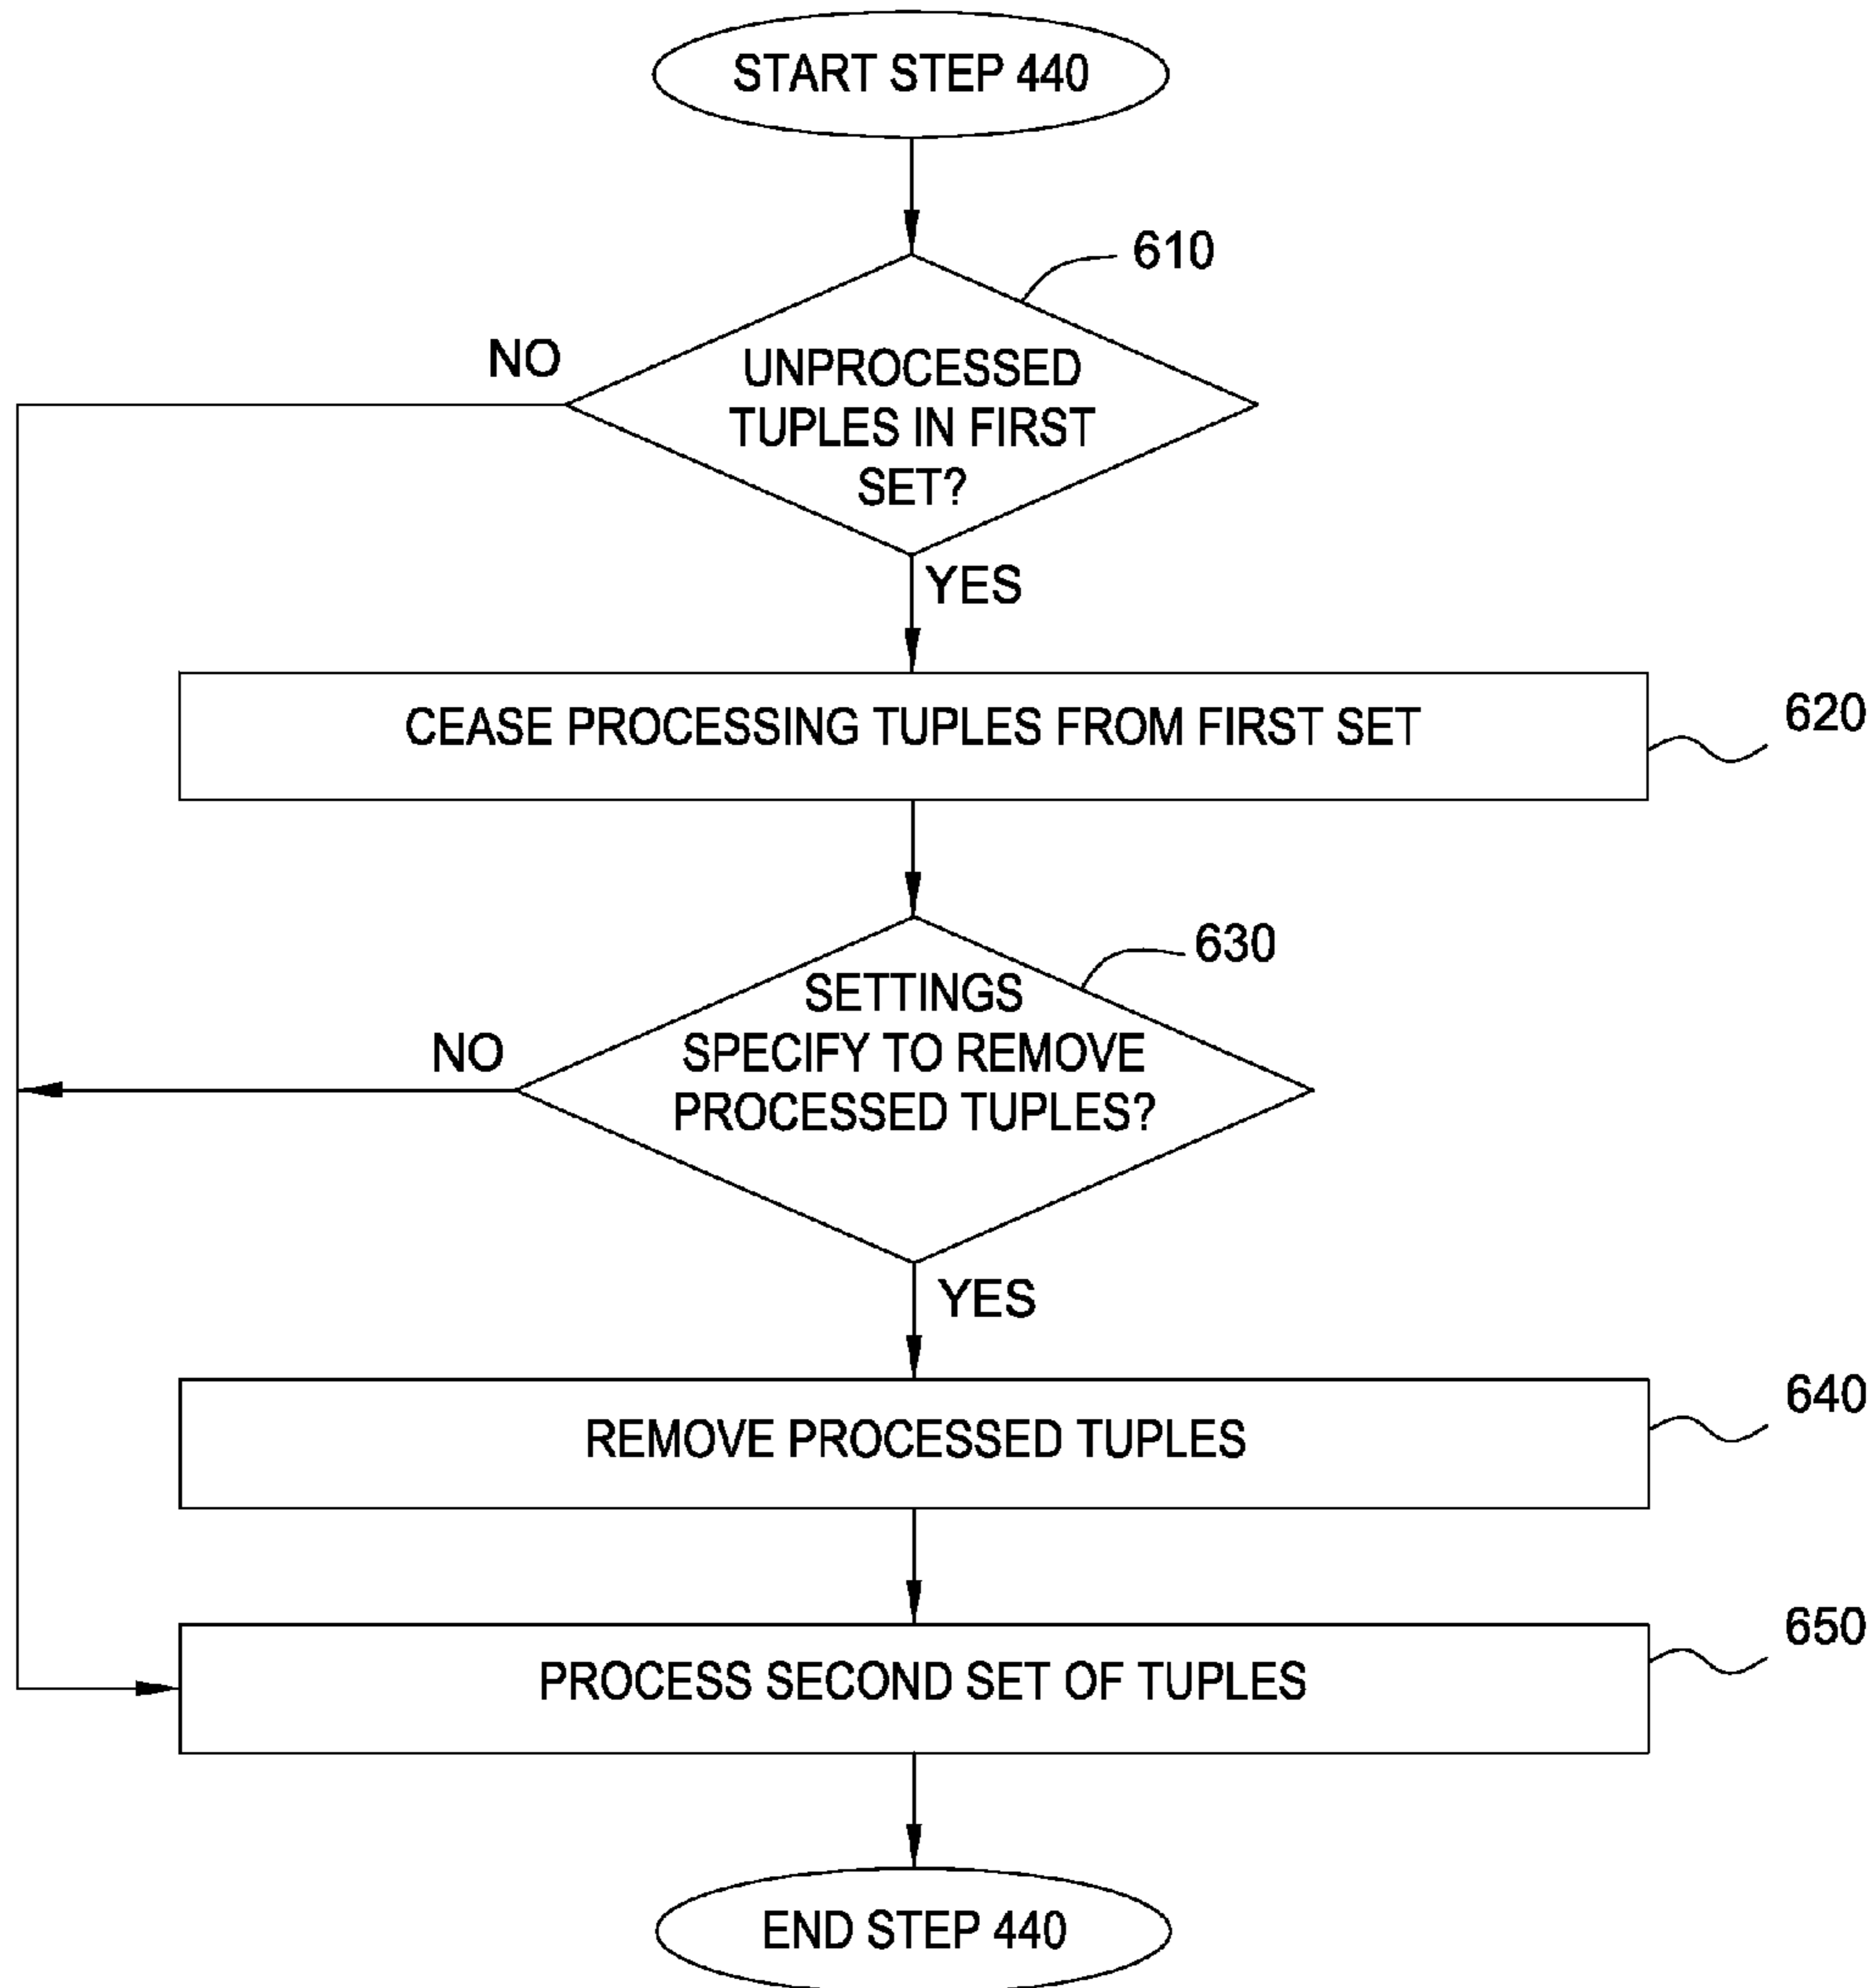 START STEP 440
610
NO
UNPROCESSED
TUPLES IN FIRST
SET?
YES
CEASE PROCESSING TUPLES FROM FIRST SET
620
630
SETTINGS
SPECIFY TO REMOVE
PROCESSED TUPLES?
NO
YES
REMOVE PROCESSED TUPLES
640
PROCESS SECOND SET OF TUPLES
650
END STEP 440